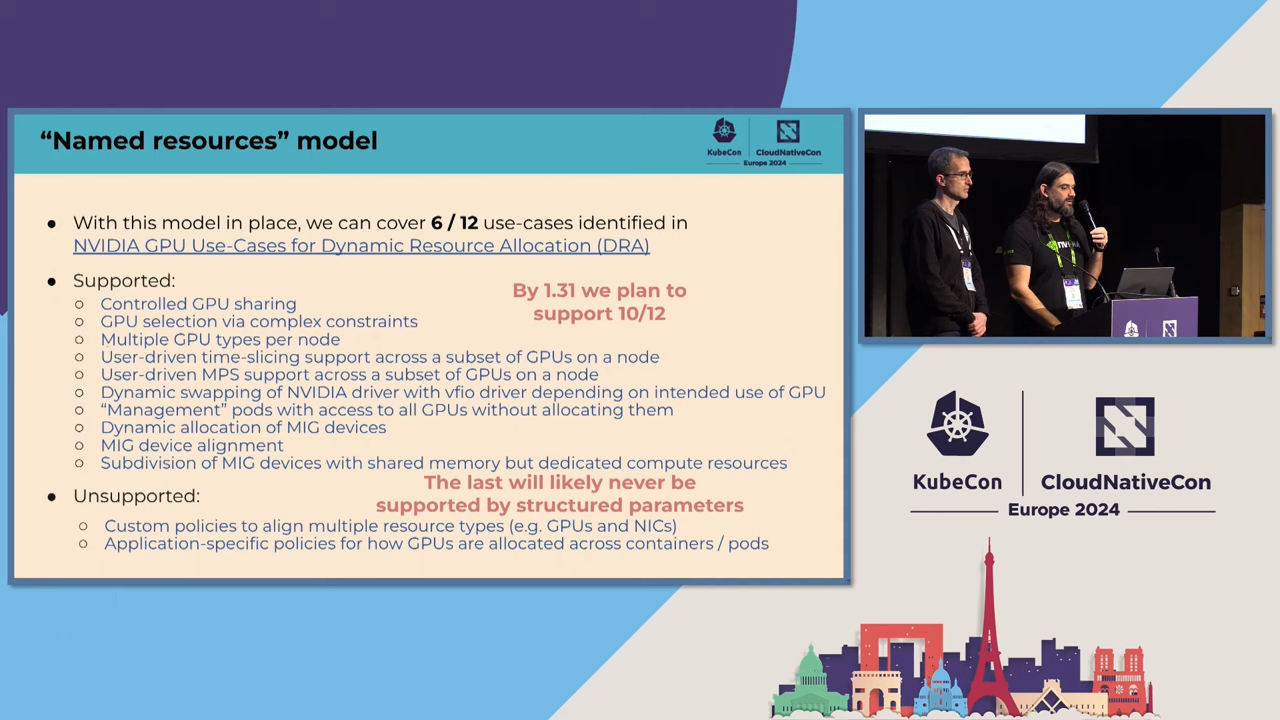 “Named resources” model
KubeCon
CloudNativeCon
Europe 2024
With this model in place, we can cover 6 / 12 use-cases identified in
NVIDIA GPU Use-Cases for Dynamic Resource Allocation (DRA)
Supported:
Controlled GPU sharing
GPU selection via complex constraints
Multiple GPU types per node
User-driven time-slicing support across a subset of GPUs on a node
User-driven MPS support across a subset of GPUs on a node
Dynamic swapping of NVIDIA driver with vfio driver depending on intended use of GPU
“Management” pods with access to all GPUs without allocating them
Dynamic allocation of MIG devices
MIG device alignment
Subdivision of MIG devices with shared memory but dedicated compute resources
By 1.31 we plan to
support 10/12
The last will likely never be
supported by structured parameters
Unsupported:
Custom policies to align multiple resource types (e.g. GPUs and NICs)
Application-specific policies for how GPUs are allocated across containers / pods
KubeCon
CloudNativeCon
Europe 2024